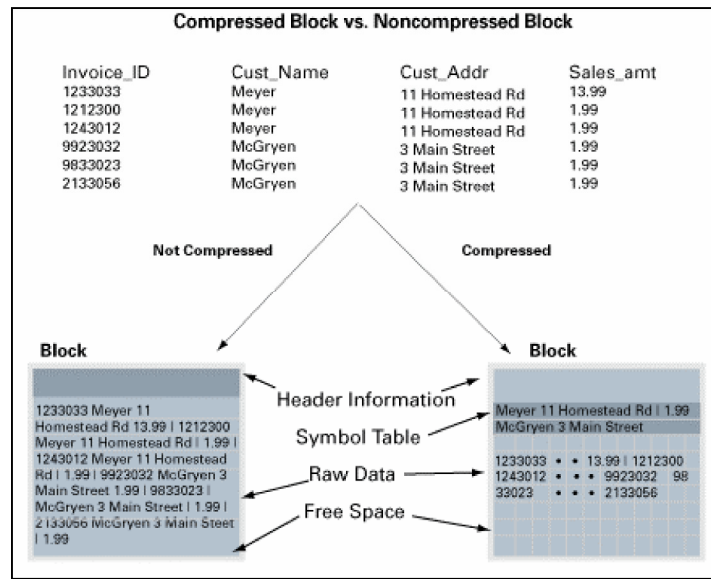 Compressed Block vs. Noncompressed Block
Invoice_ID Cust_Name Cust_Addr Sales_amt
1233033 Meyer 11 Homestead Rd 13.99
1212300 Meyer 11 Homestead Rd 1.99
1243012 Meyer 11 Homestead Rd 1.99
9923032 McGryen 3 Main Street 1.99
9833023 McGryen 3 Main Street 1.99
2133056 McGryen 3 Main Street 1.99
Not Compressed
Compressed
Block
1233033 Meyer 11
Homestead Rd 13.99 | 1212300
Meyer 11 Homestead Rd | 1.99 |
1243012 Meyer 11 Homestead
Rd | 1.99 | 9923032 McGryen 3
Main Street 1.99 | 9833023 |
McGryen 3 Main Street | 1.99 |
2133056 McGryen 3 Main Steet
| 1.99
Header Information
Symbol Table
Raw Data
Free Space
Block
Meyer 11 Homestead Rd | 1.99
McGryen 3 Main Street
1233033 • • 13.99 | 1212300
1243012 • • • 9923032 98
33023 • • • 2133056